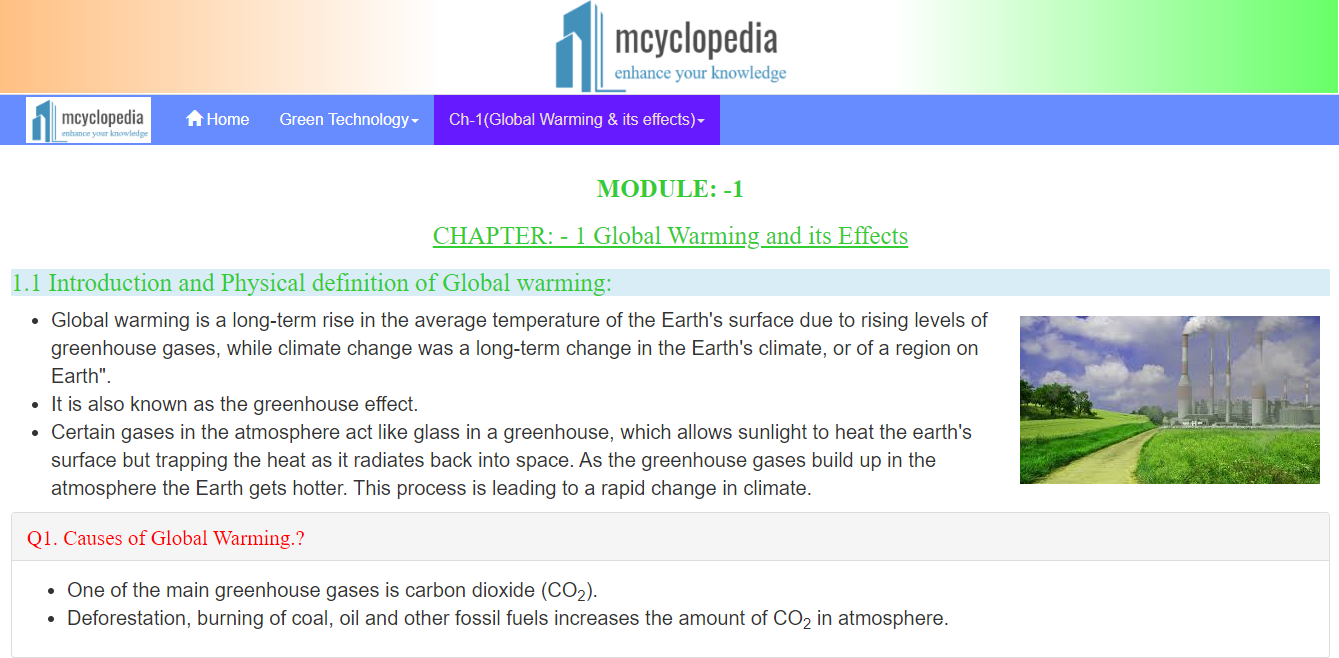 mcyclopedia
enhance your knowledge
mcyclopedia
enhance your knowledge
Home
Green Technology
Ch-1(Global Warming & its effects)
MODULE: -1
CHAPTER: - 1 Global Warming and its Effects
1.1 Introduction and Physical definition of Global warming:
• Global warming is a long-term rise in the average temperature of the Earth's surface due to rising levels of
greenhouse gases, while climate change was a long-term change in the Earth's climate, or of a region on
Earth".
• It is also known as the greenhouse effect.
• Certain gases in the atmosphere act like glass in a greenhouse, which allows sunlight to heat the earth's
surface but trapping the heat as it radiates back into space. As the greenhouse gases build up in the
atmosphere the Earth gets hotter. This process is leading to a rapid change in climate.
Q1. Causes of Global Warming.?
• One of the main greenhouse gases is carbon dioxide (CO₂).
• Deforestation, burning of coal, oil and other fossil fuels increases the amount of CO₂ in atmosphere.